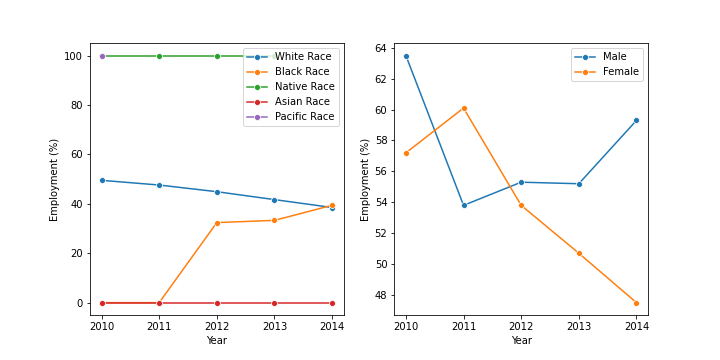 100
80
60
40
20
0
Employment (%)
2010 2011 2012 2013 2014
Year
White Race
Black Race
Native Race
Asian Race
Pacific Race
64
62
60
58
56
54
52
50
48
Employment (%)
2010 2011 2012 2013 2014
Year
Male
Female